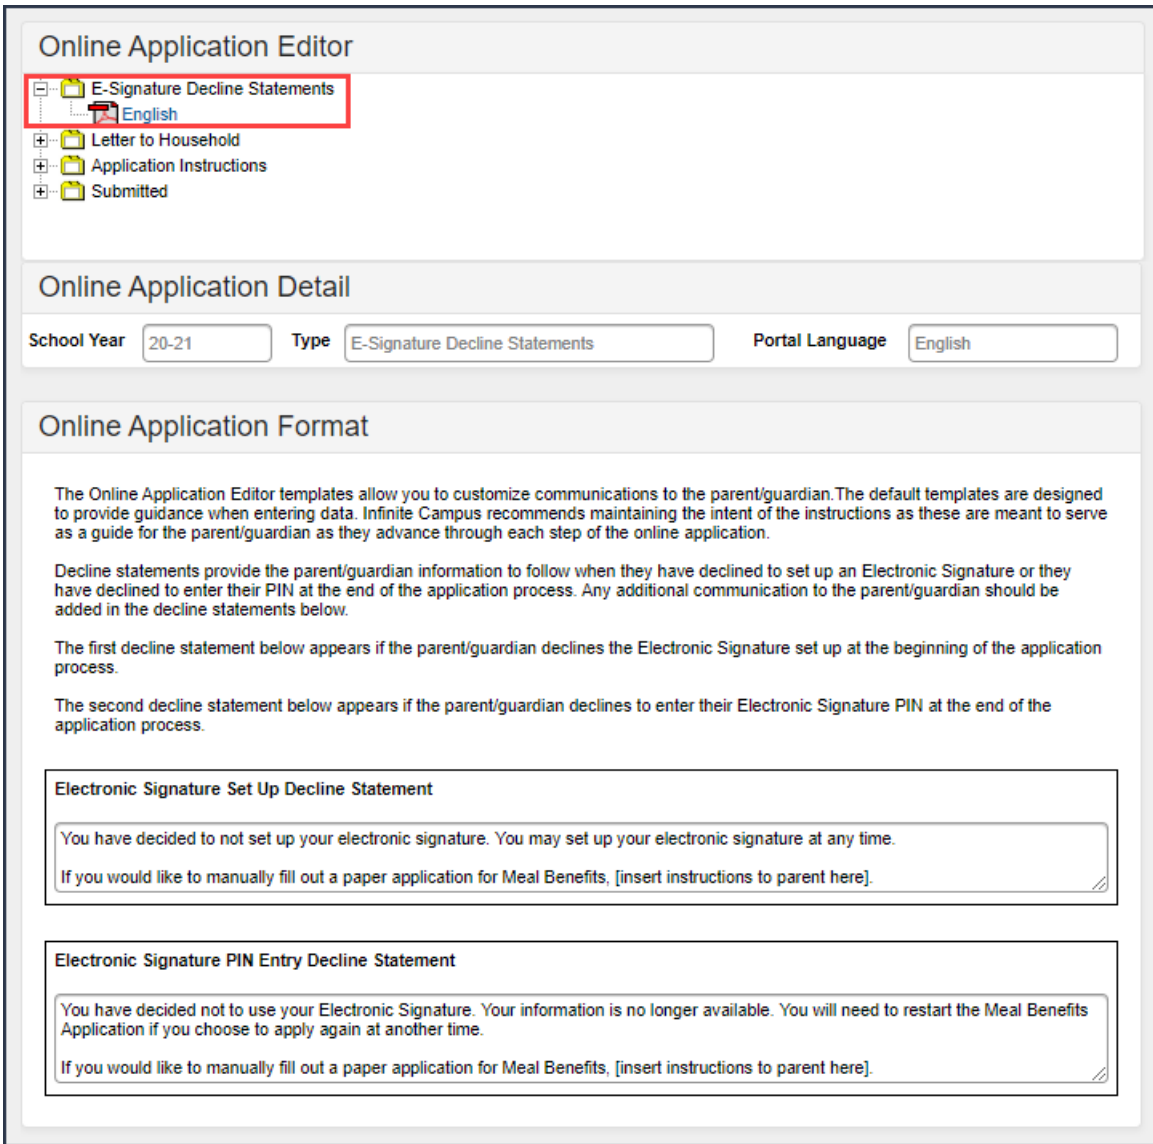 Online Application Editor
E-Signature Decline Statements
English
Letter to Household
Application Instructions
Submitted
Online Application Detail
School Year 20-21 Type E-Signature Decline Statements Portal Language English
Online Application Format
The Online Application Editor templates allow you to customize communications to the parent/guardian.The default templates are designed
to provide guidance when entering data. Infinite Campus recommends maintaining the intent of the instructions as these are meant to serve
as a guide for the parent/guardian as they advance through each step of the online application.
Decline statements provide the parent/guardian information to follow when they have declined to set up an Electronic Signature or they
have declined to enter their PIN at the end of the application process. Any additional communication to the parent/guardian should be
added in the decline statements below.
The first decline statement below appears if the parent/guardian declines the Electronic Signature set up at the beginning of the application
process.
The second decline statement below appears if the parent/guardian declines to enter their Electronic Signature PIN at the end of the
application process.
Electronic Signature Set Up Decline Statement
You have decided to not set up your electronic signature. You may set up your electronic signature at any time.
If you would like to manually fill out a paper application for Meal Benefits, [insert instructions to parent here].
Electronic Signature PIN Entry Decline Statement
You have decided not to use your Electronic Signature. Your information is no longer available. You will need to restart the Meal Benefits
Application if you choose to apply again at another time.
If you would like to manually fill out a paper application for Meal Benefits, [insert instructions to parent here].